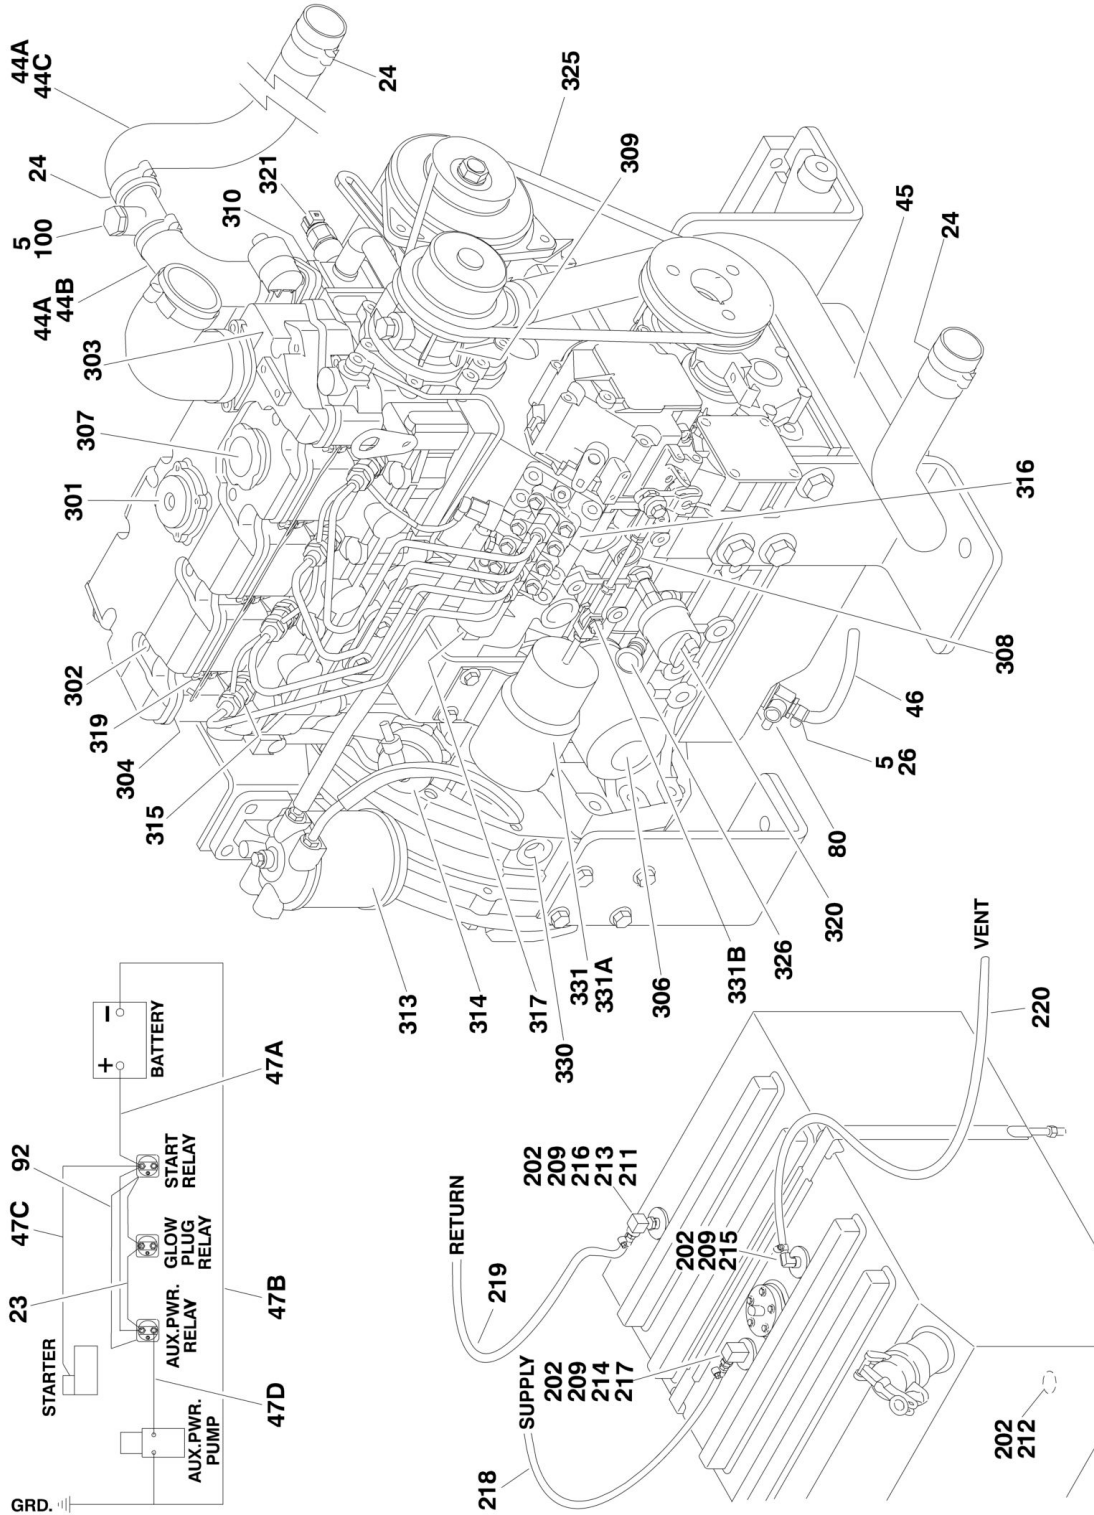 GRD.
STARTER
AUX.PWR.
PUMP
47D
23
47C
92
AUX.PWR.
RELAY
GLOW
PLUG
RELAY
START
RELAY
+
−
BATTERY
47A
47B
313
314
317
331
331A
330
306
331B
326
320
80
5
26
46
308
316
315
304
319
302
301
307
303
44A
44B
5
100
24
44A
44C
24
310
321
325
309
45
24
RETURN
219
SUPPLY
218
202
209
216
213
211
202
209
215
202
209
214
217
202
212
VENT
220